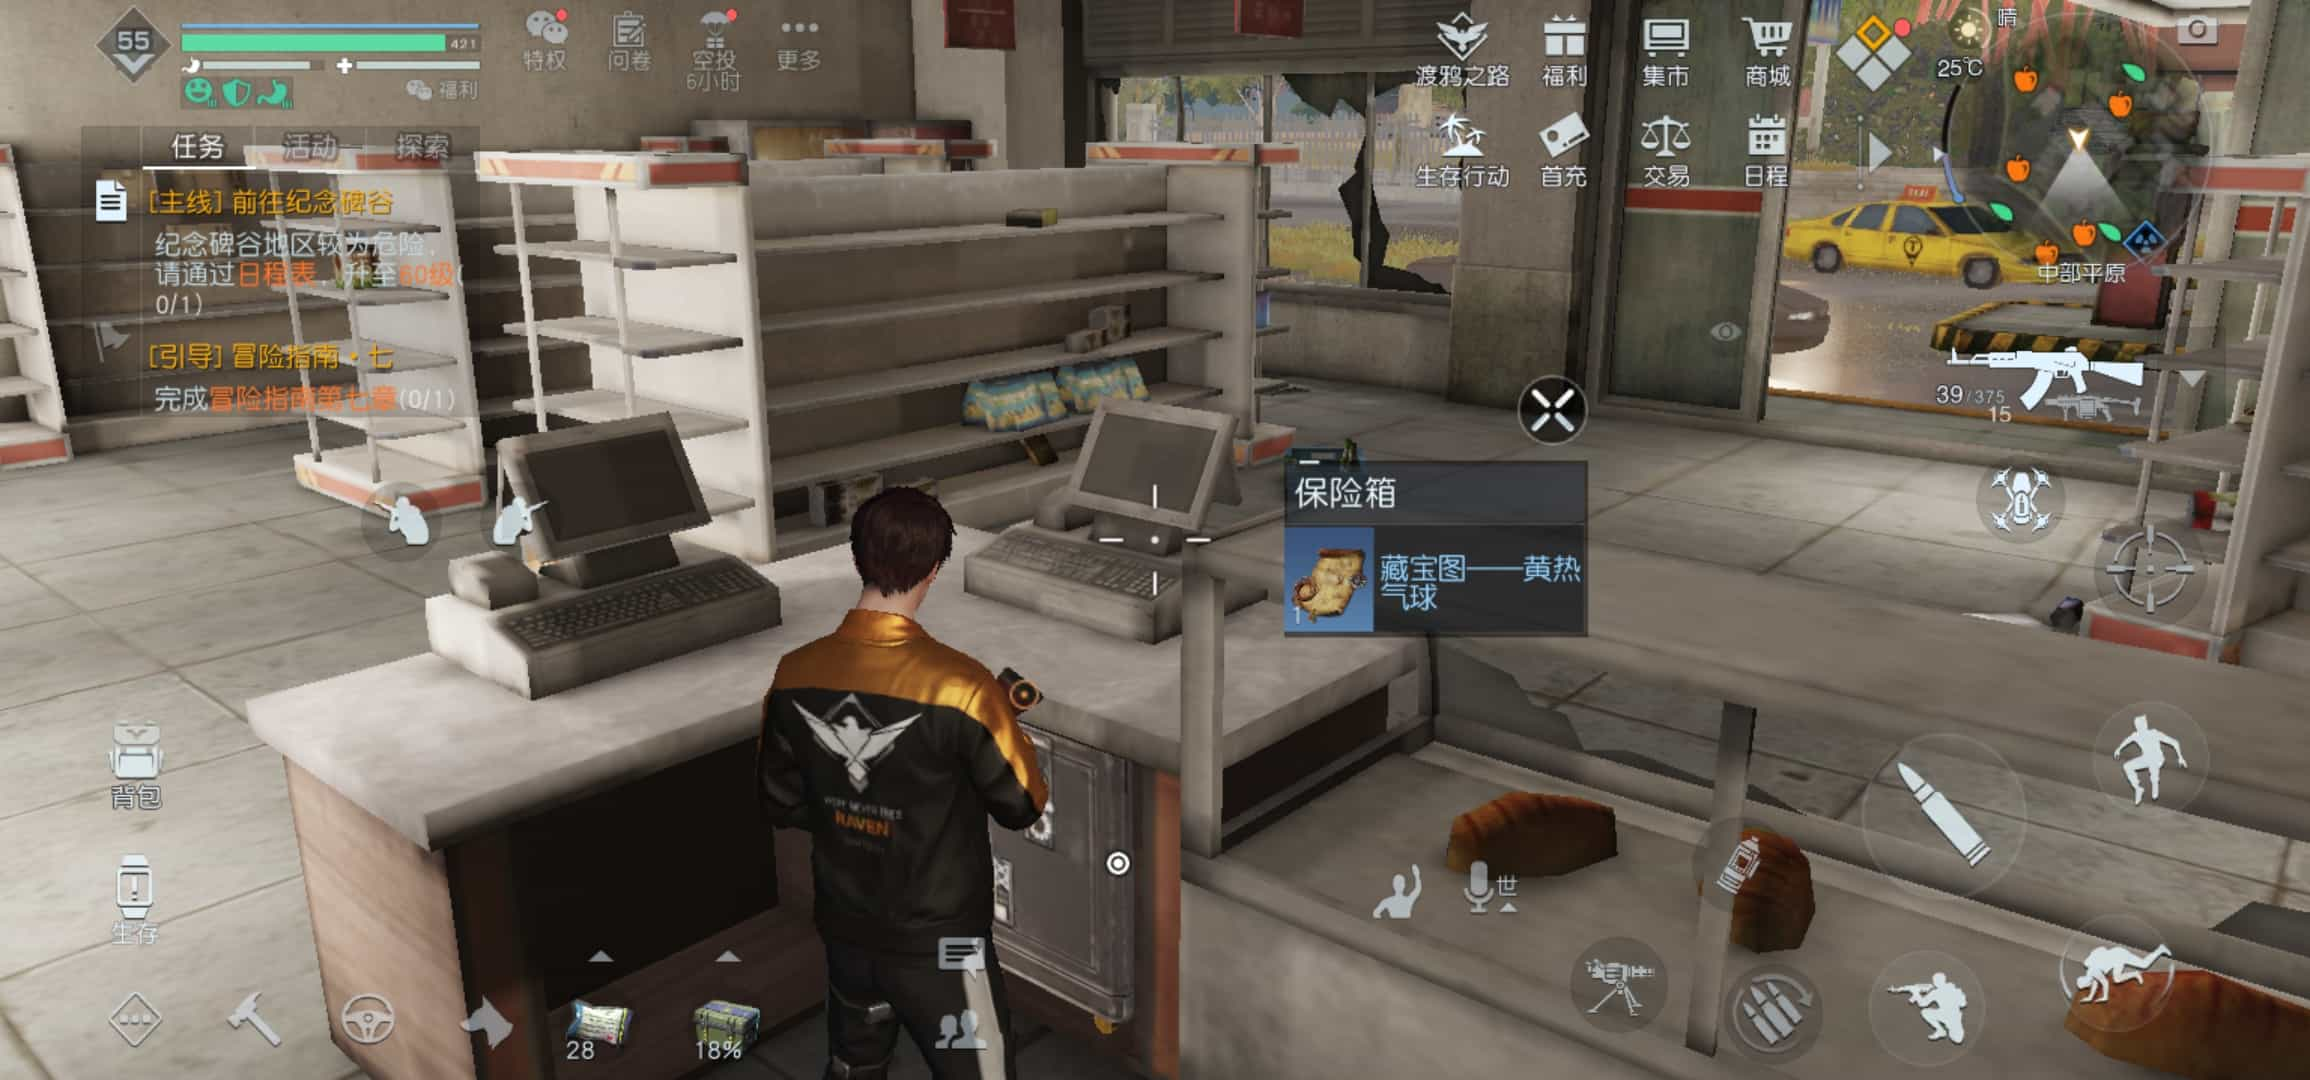 55
421
特权
问卷
空投
6小时
更多
福利
渡鸦之路
福利
集市
商城
生存行动
首充
交易
日程
晴
25℃
中部平原
任务
活动
探索
[主线] 前往纪念碑谷
纪念碑谷地区较为危险，
请通过日程表，升至60级(
0/1)
[引导] 冒险指南·七
完成冒险指南第七章(0/1)
TAXI
39/375
15
保险箱
藏宝图——黄热
气球
1
RAVEN
背包
生存
世
28
18%